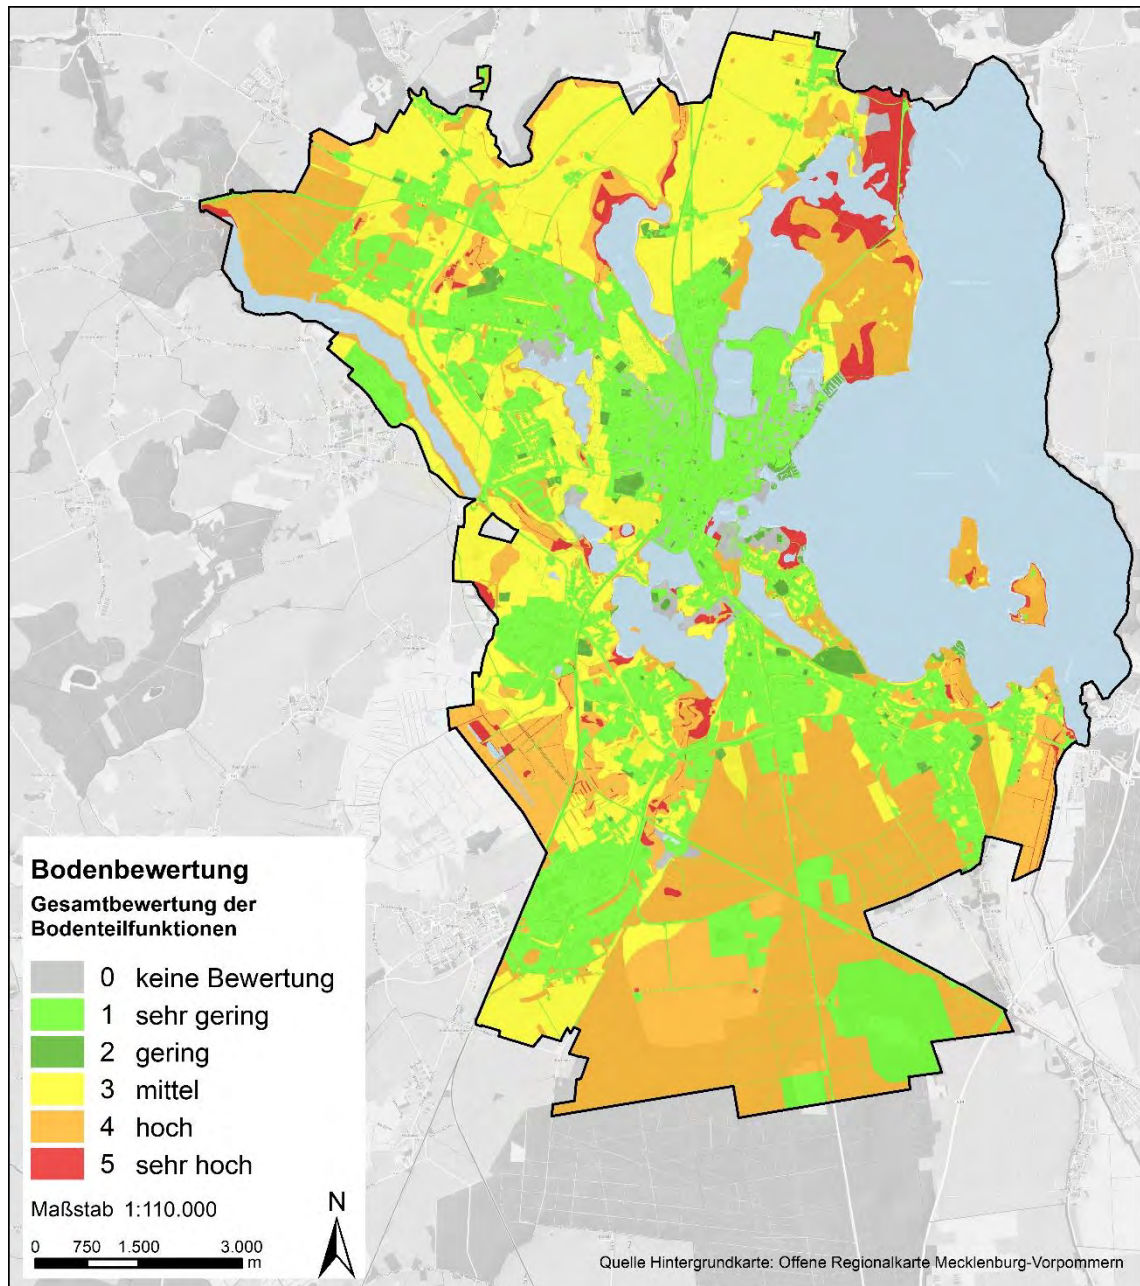 Bodenbewertung
Gesamtbewertung der
Bodenteilfunktionen
0 keine Bewertung
1 sehr gering
2 gering
3 mittel
4 hoch
5 sehr hoch
Maßstab 1:110.000
N
0 750 1.500 3.000
m
Quelle Hintergrundkarte: Offene Regionalkarte Mecklenburg-Vorpommern